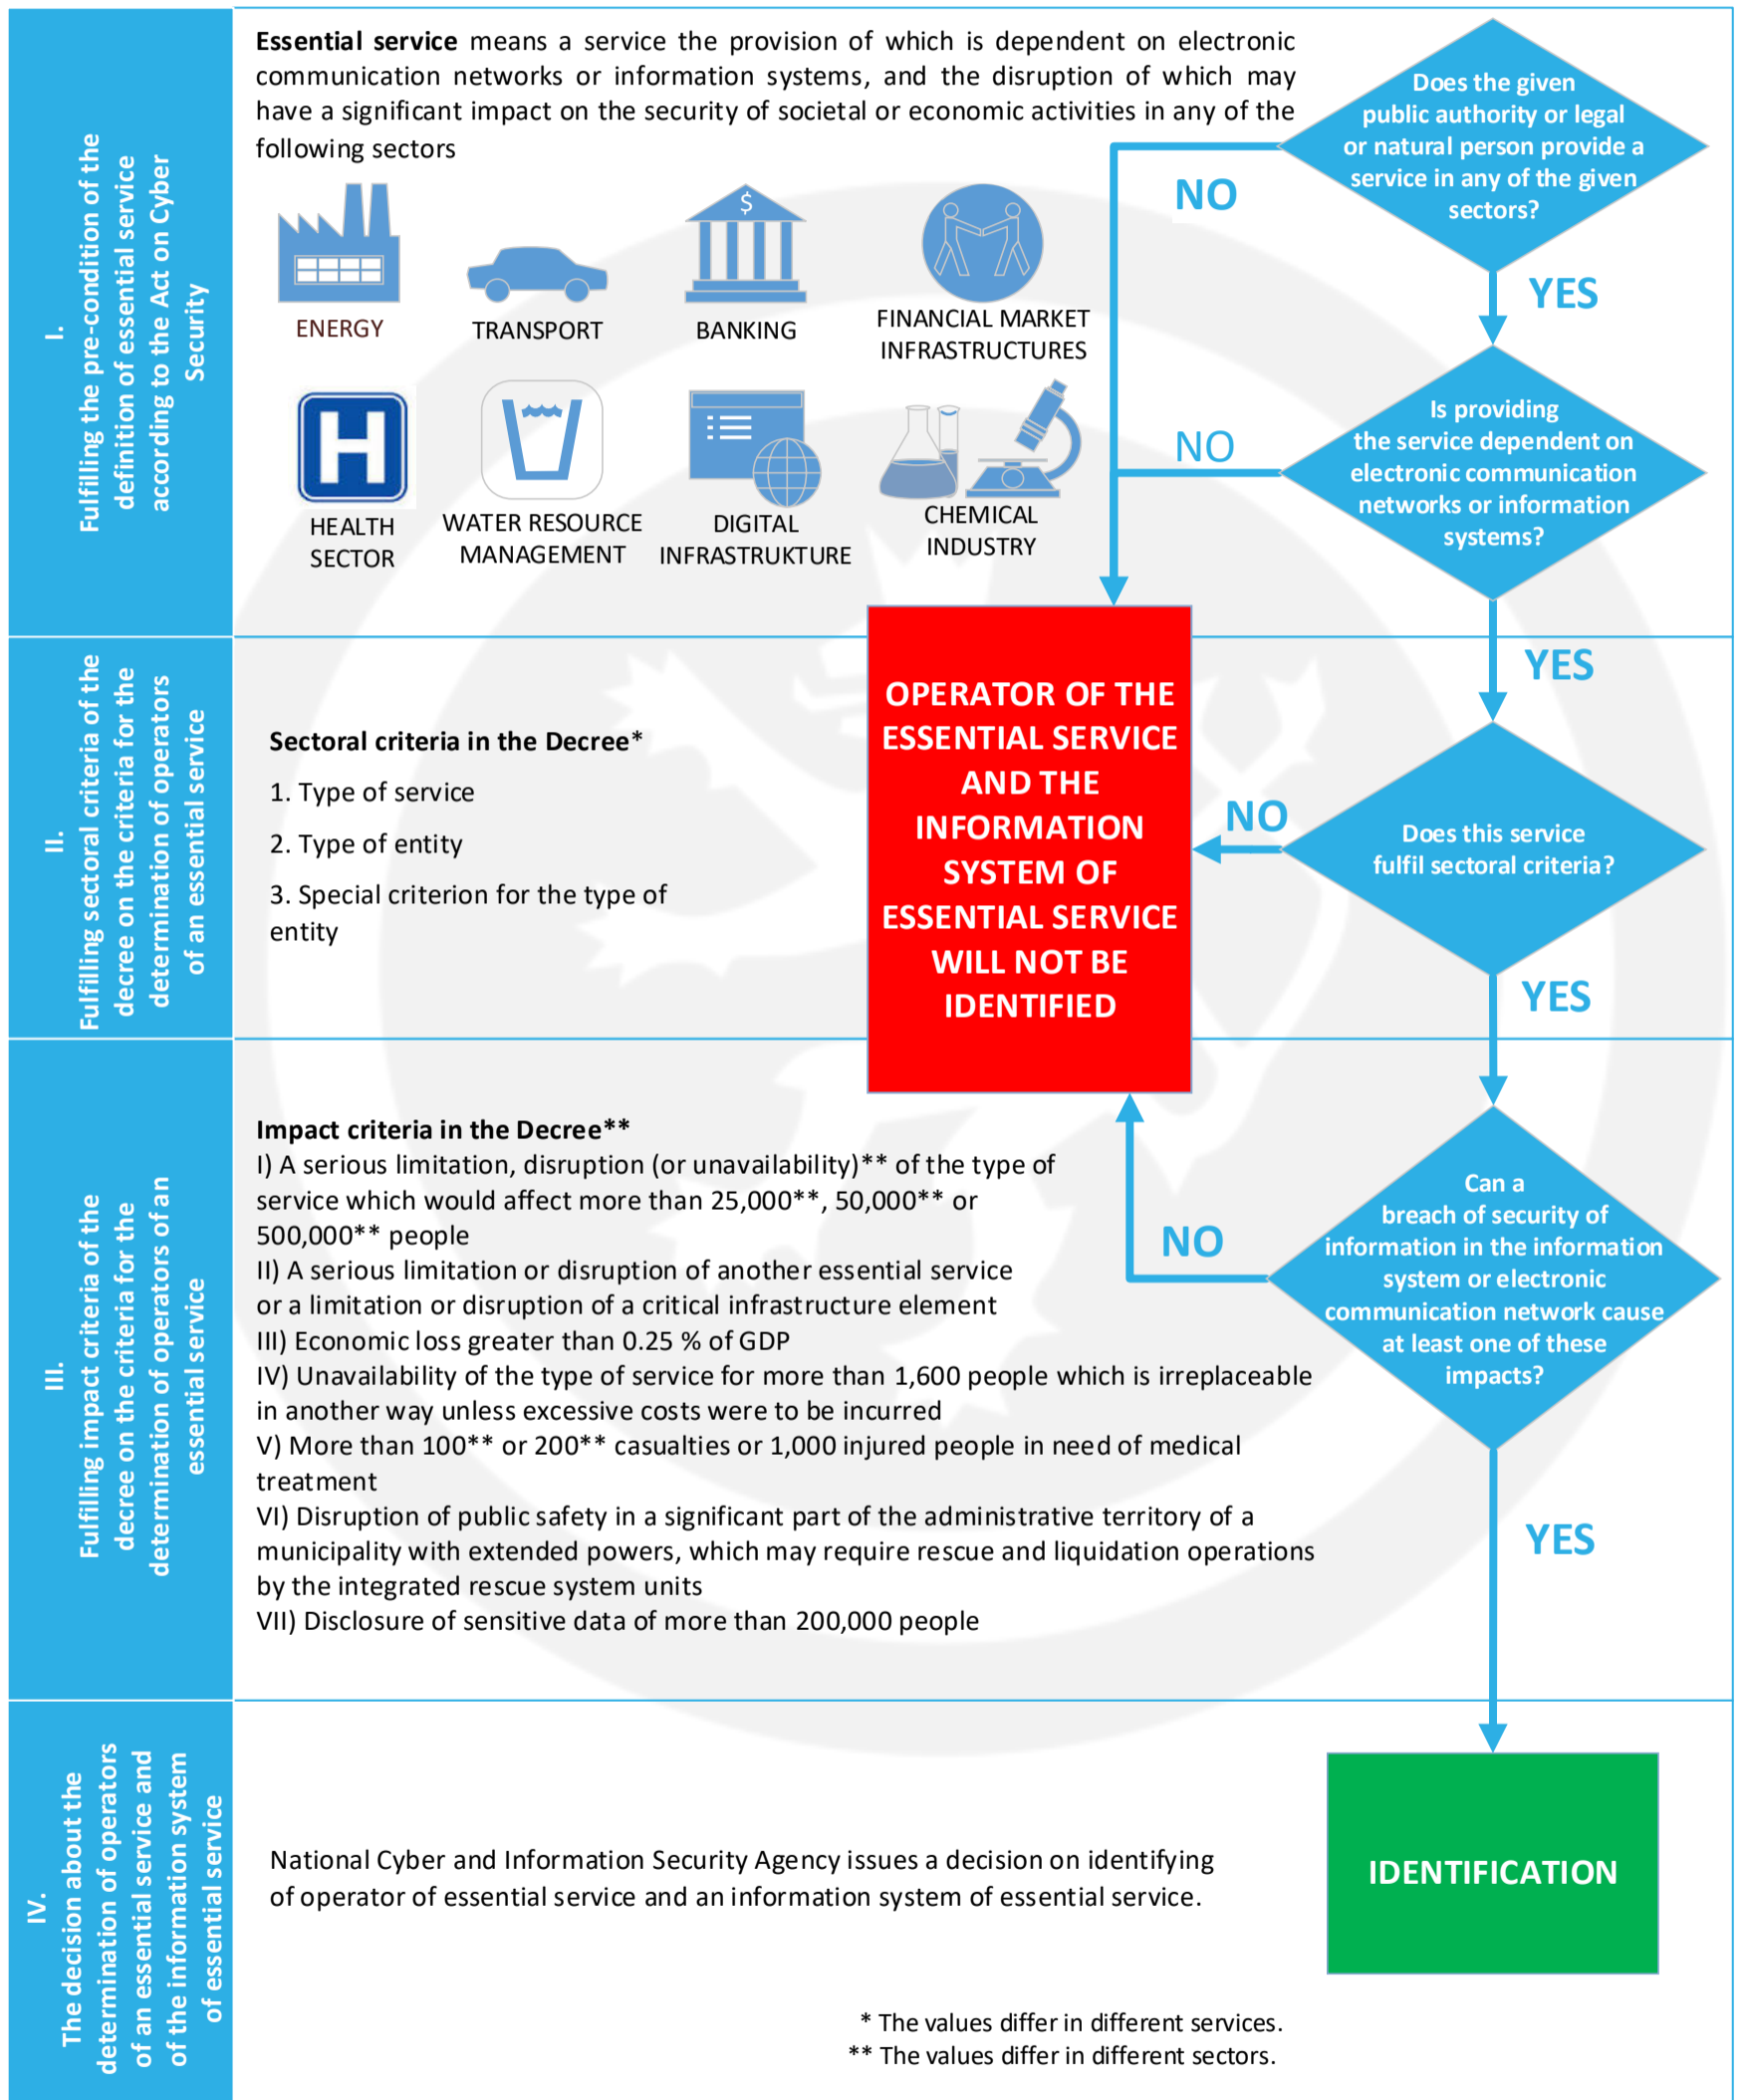 I.
Fulfilling the pre-condition of the
definition of essential service
according to the Act on Cyber
Security
Essential service means a service the provision of which is dependent on electronic
communication networks or information systems, and the disruption of which may
have a significant impact on the security of societal or economic activities in any of the
following sectors
$
ENERGY
TRANSPORT
BANKING
FINANCIAL MARKET
INFRASTRUCTURES
H
HEALTH
SECTOR
WATER RESOURCE
MANAGEMENT
DIGITAL
INFRASTRUKTURE
CHEMICAL
INDUSTRY
Does the given
public authority or legal
or natural person provide a
service in any of the given
sectors?
NO
YES
Is providing
the service dependent on
electronic communication
networks or information
systems?
NO
YES
II.
Fulfilling sectoral criteria of the
decree on the criteria for the
determination of operators
of an essential service
Sectoral criteria in the Decree*
1. Type of service
2. Type of entity
3. Special criterion for the type of
entity
OPERATOR OF THE
ESSENTIAL SERVICE
AND THE
INFORMATION
SYSTEM OF
ESSENTIAL SERVICE
WILL NOT BE
IDENTIFIED
NO
Does this service
fulfil sectoral criteria?
YES
III.
Fulfilling impact criteria of the
decree on the criteria for the
determination of operators of an
essential service
Impact criteria in the Decree**
I) A serious limitation, disruption (or unavailability)** of the type of
service which would affect more than 25,000**, 50,000** or
500,000** people
II) A serious limitation or disruption of another essential service
or a limitation or disruption of a critical infrastructure element
III) Economic loss greater than 0.25 % of GDP
IV) Unavailability of the type of service for more than 1,600 people which is irreplaceable
in another way unless excessive costs were to be incurred
V) More than 100** or 200** casualties or 1,000 injured people in need of medical
treatment
VI) Disruption of public safety in a significant part of the administrative territory of a
municipality with extended powers, which may require rescue and liquidation operations
by the integrated rescue system units
VII) Disclosure of sensitive data of more than 200,000 people
NO
Can a
breach of security of
information in the information
system or electronic
communication network cause
at least one of these
impacts?
YES
IV.
The decision about the
determination of operators
of an essential service and
of the information system
of essential service
National Cyber and Information Security Agency issues a decision on identifying
of operator of essential service and an information system of essential service.
IDENTIFICATION
* The values differ in different services.
** The values differ in different sectors.